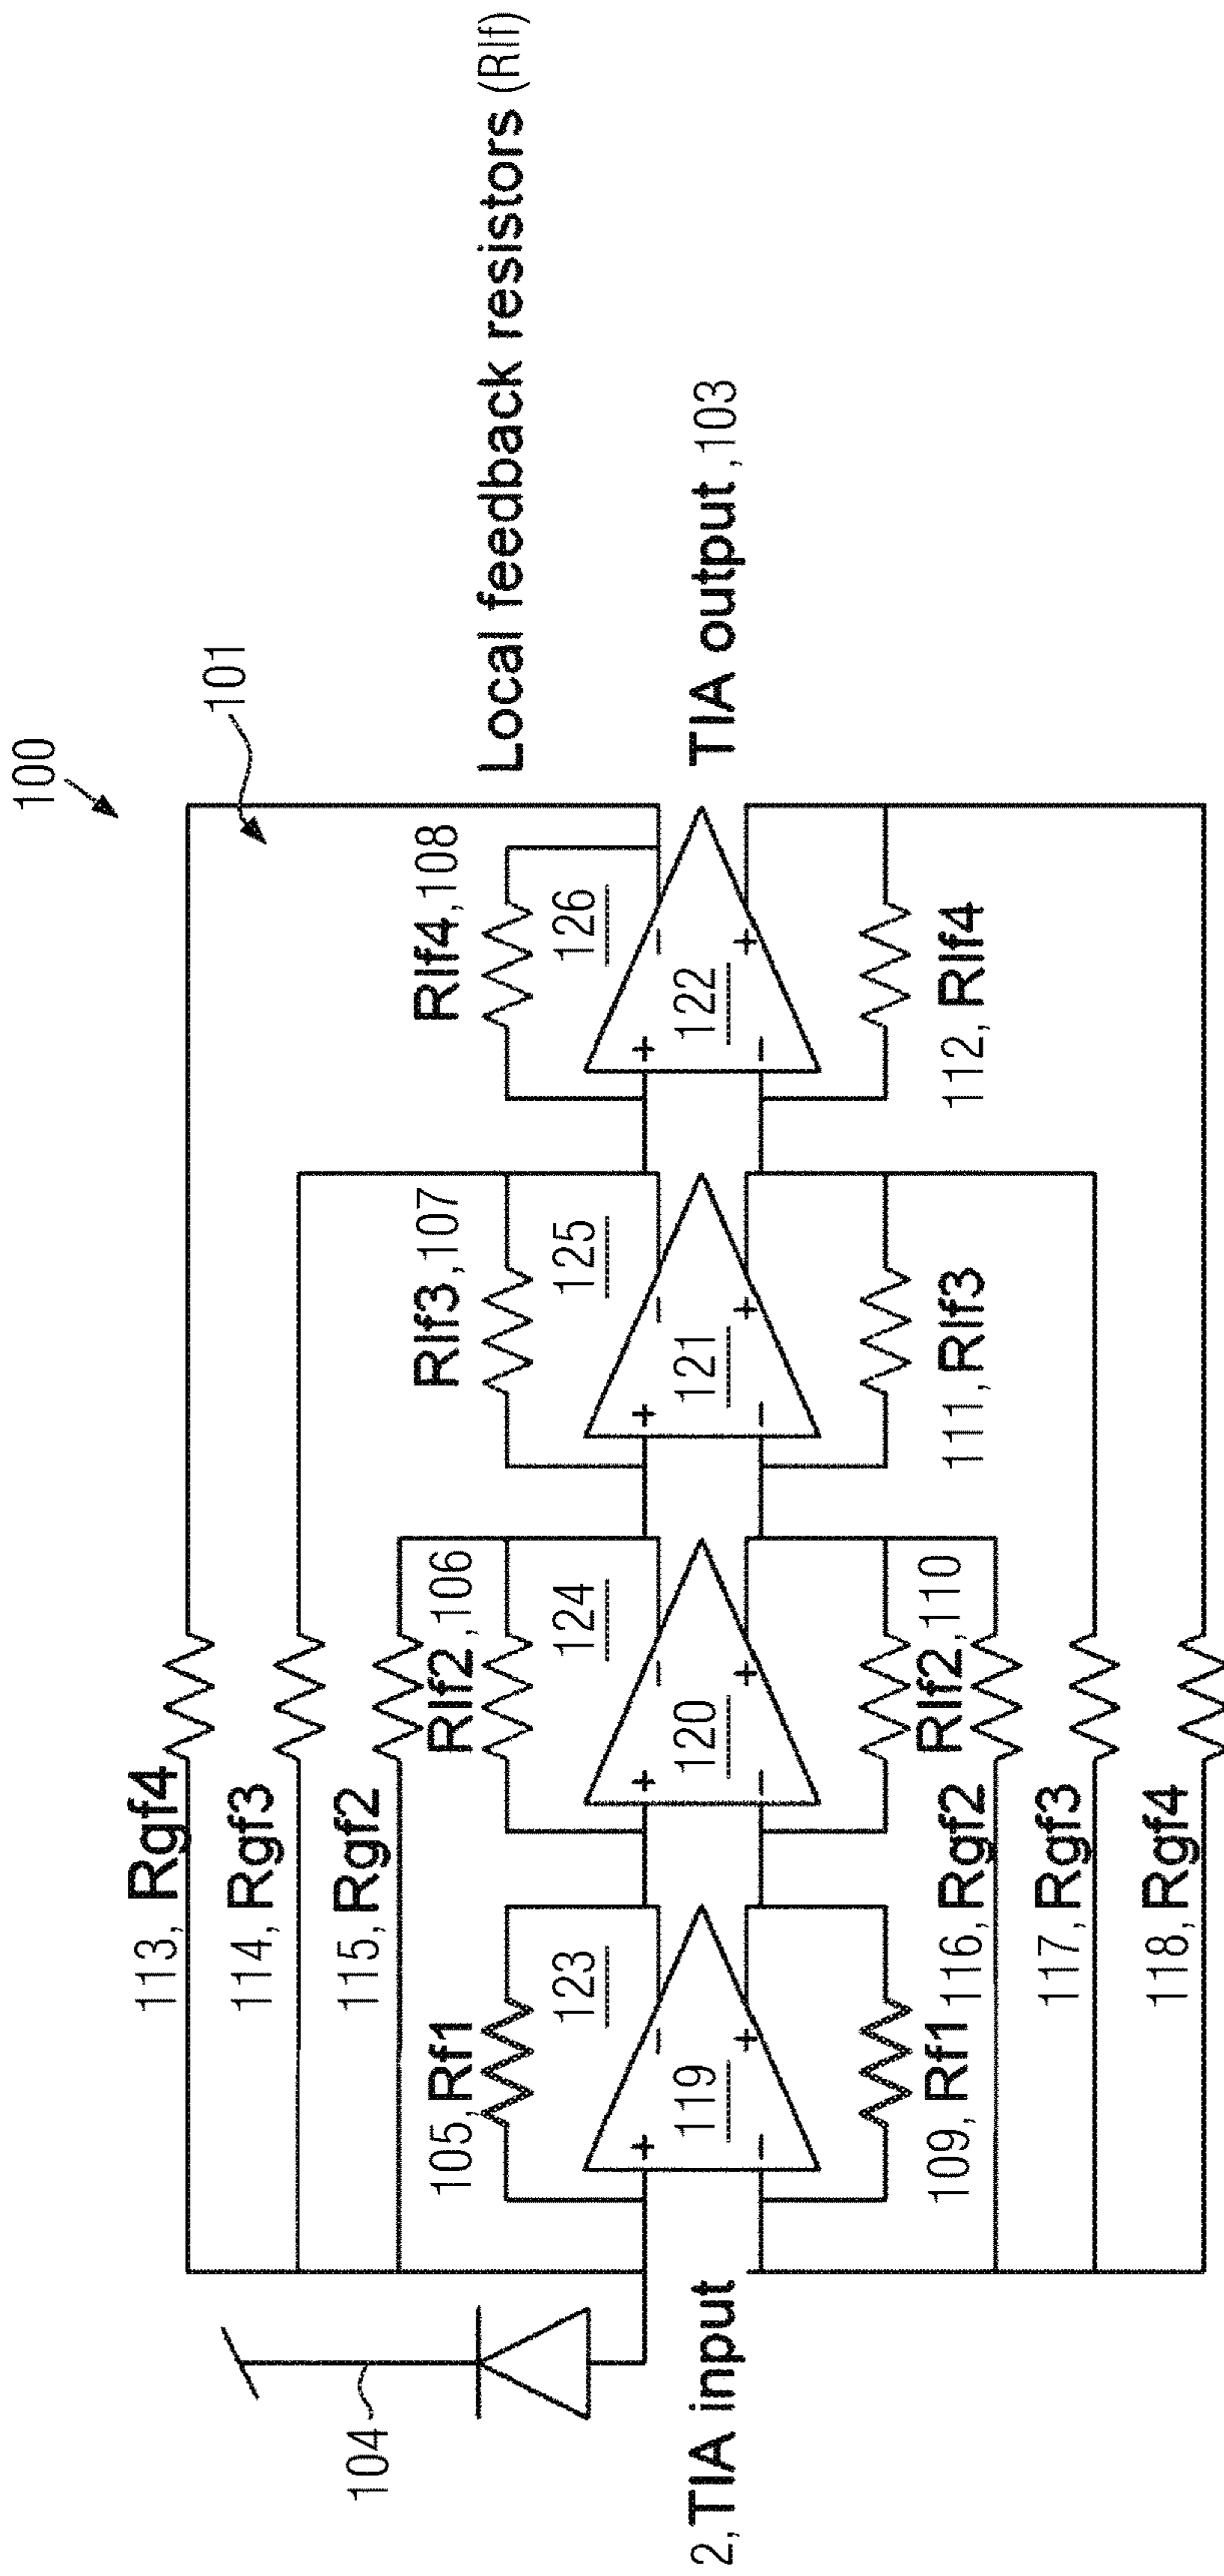 100
101
113, Rgf4
114, Rgf3
115, Rgf2
104
105, Rf1
Rlf2, 106
Rlf3, 107
Rlf4, 108
Local feedback resistors (Rlf)
123
124
125
126
+
−
119
−
+
+
−
120
−
+
+
−
121
−
+
+
−
122
−
+
2, TIA input
TIA output, 103
109, Rf1
Rlf2, 110
111, Rlf3
112, Rlf4
116, Rgf2
117, Rgf3
118, Rgf4